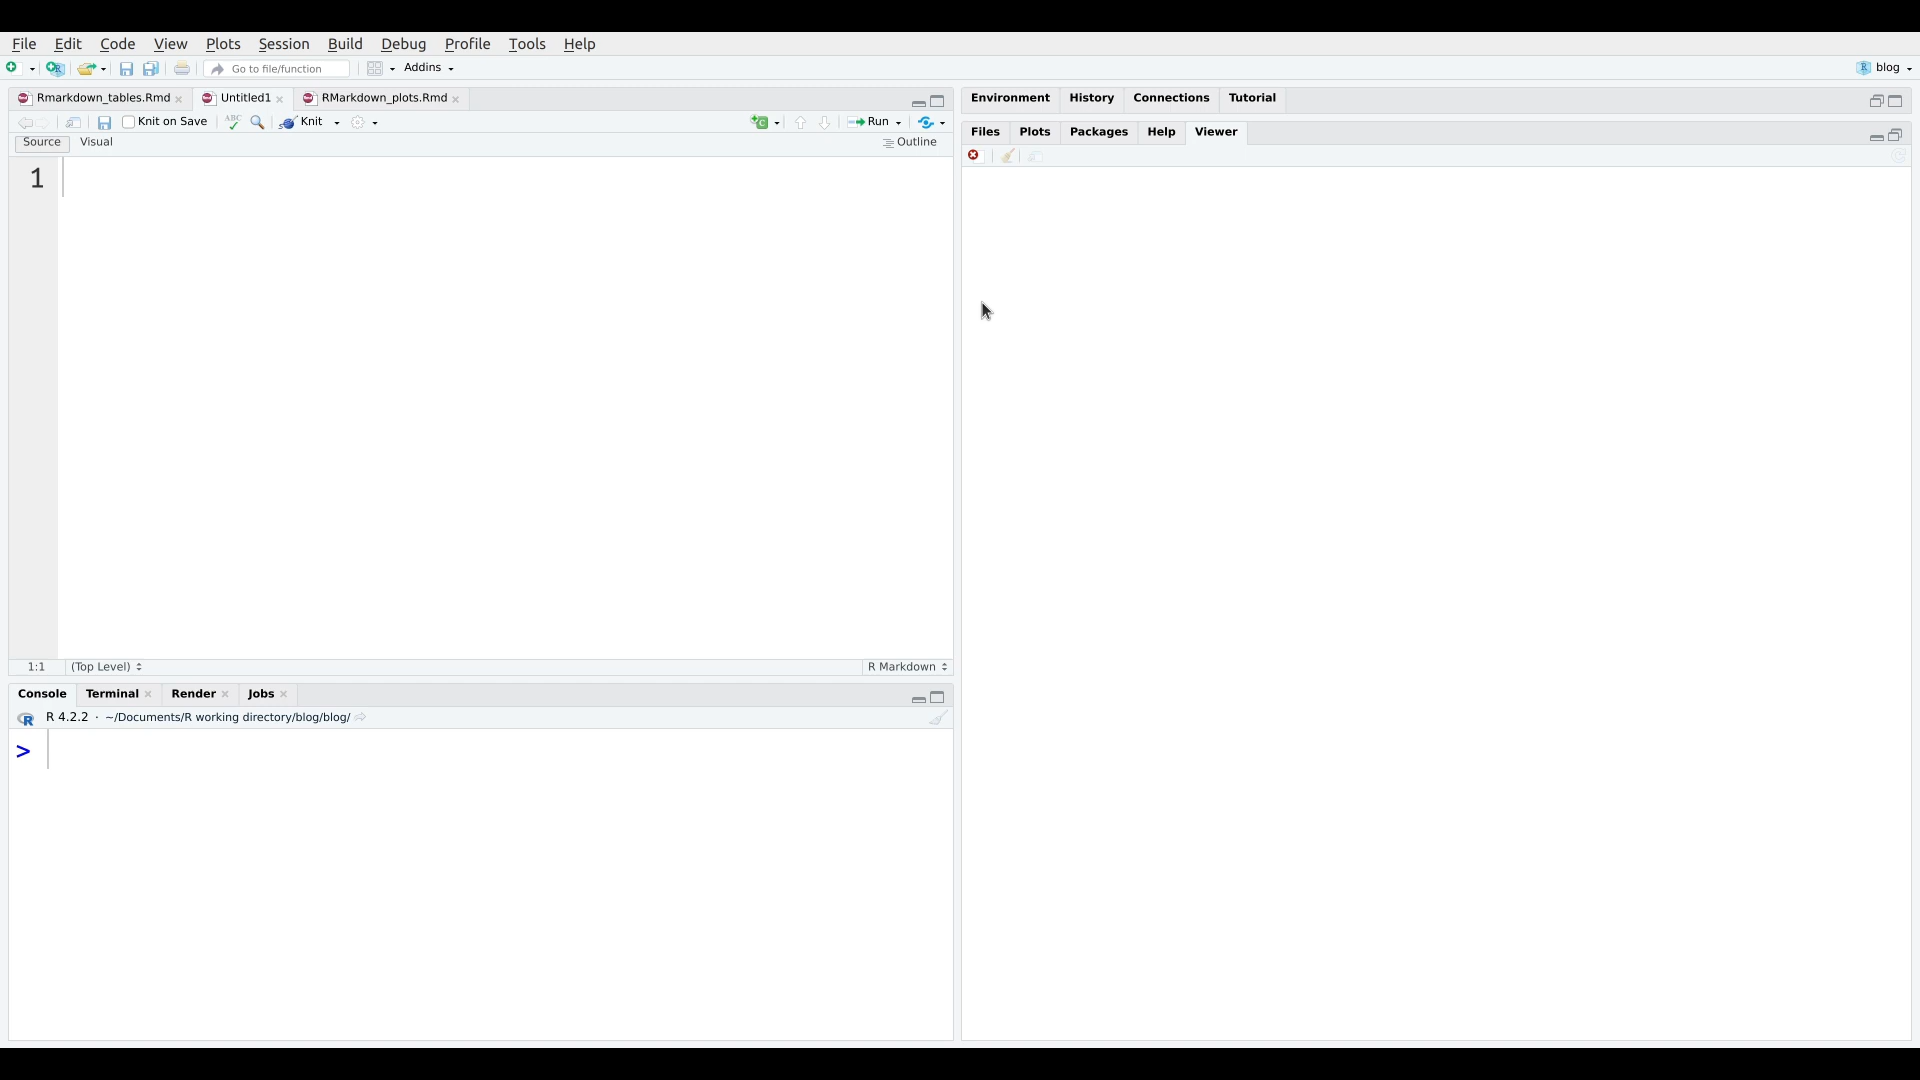 File Edit Code View Plots Session Build Debug Profile Tools Help
Go to file/function Addins blog
Rmarkdown_tables.Rmd Untitled1 RMarkdown_plots.Rmd
Knit on Save ABC Knit Run
Source Visual Outline
1
1:1 (Top Level) R Markdown
Console Terminal Render Jobs
R 4.2.2 · ~/Documents/R working directory/blog/blog/
>
Environment History Connections Tutorial
Files Plots Packages Help Viewer